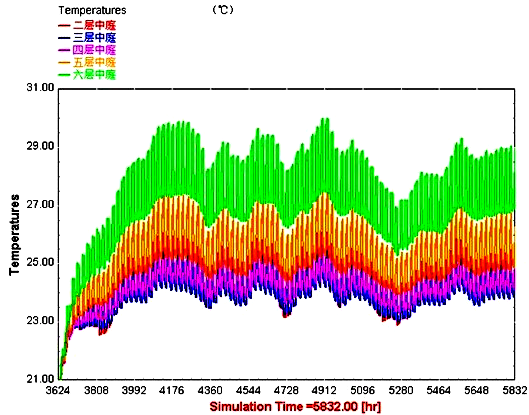 Temperatures (℃)
二层中庭
三层中庭
四层中庭
五层中庭
六层中庭
31.00
29.00
27.00
25.00
23.00
21.00
Temperatures
3624 3808 3992 4176 4360 4544 4728 4912 5096 5280 5464 5648 5832
Simulation Time =5832.00 [hr]